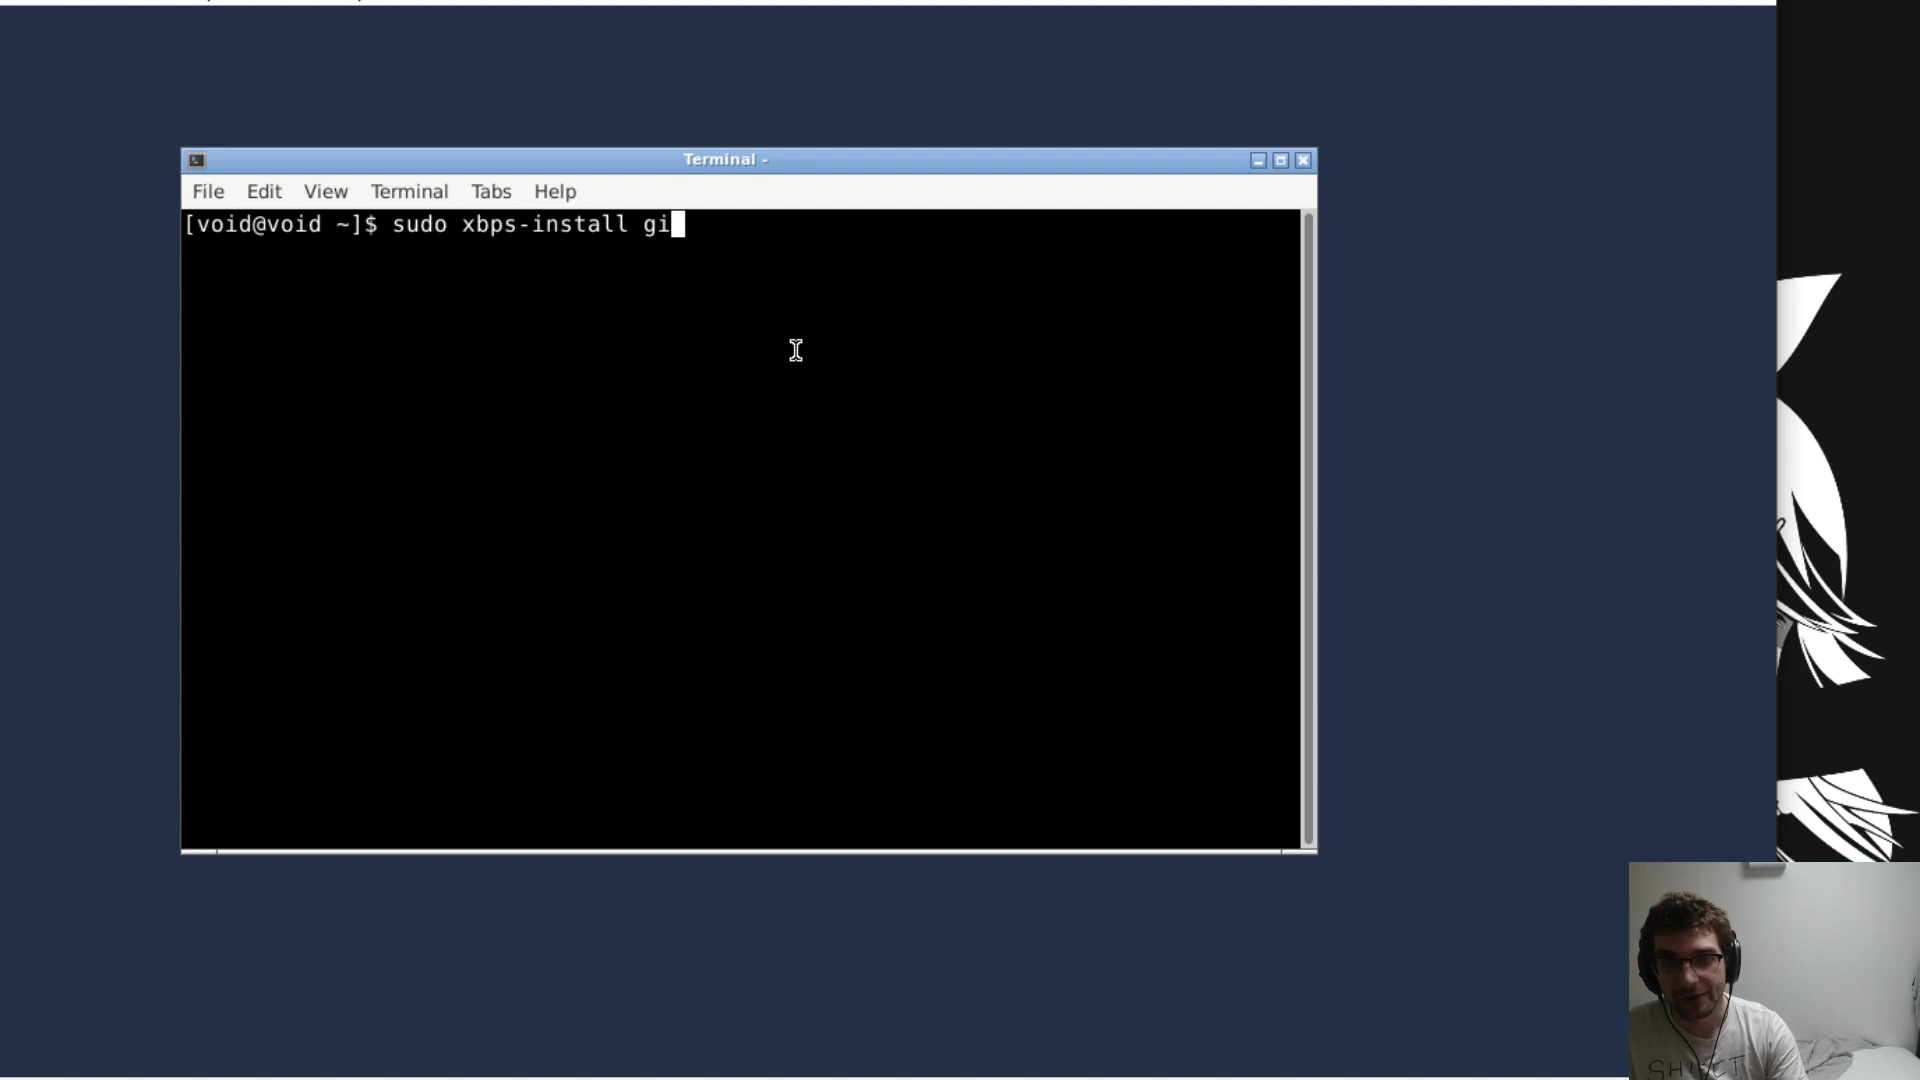 Terminal -
File Edit View Terminal Tabs Help
[void@void ~]$ sudo xbps-install gi